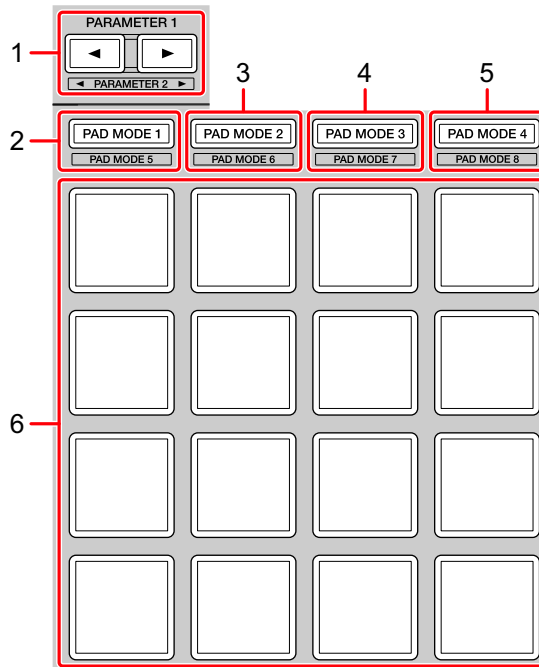 PARAMETER 1
1
◄ ►
◄ PARAMETER 2 ►
3 4 5
2
PAD MODE 1 PAD MODE 2 PAD MODE 3 PAD MODE 4
PAD MODE 5 PAD MODE 6 PAD MODE 7 PAD MODE 8
6